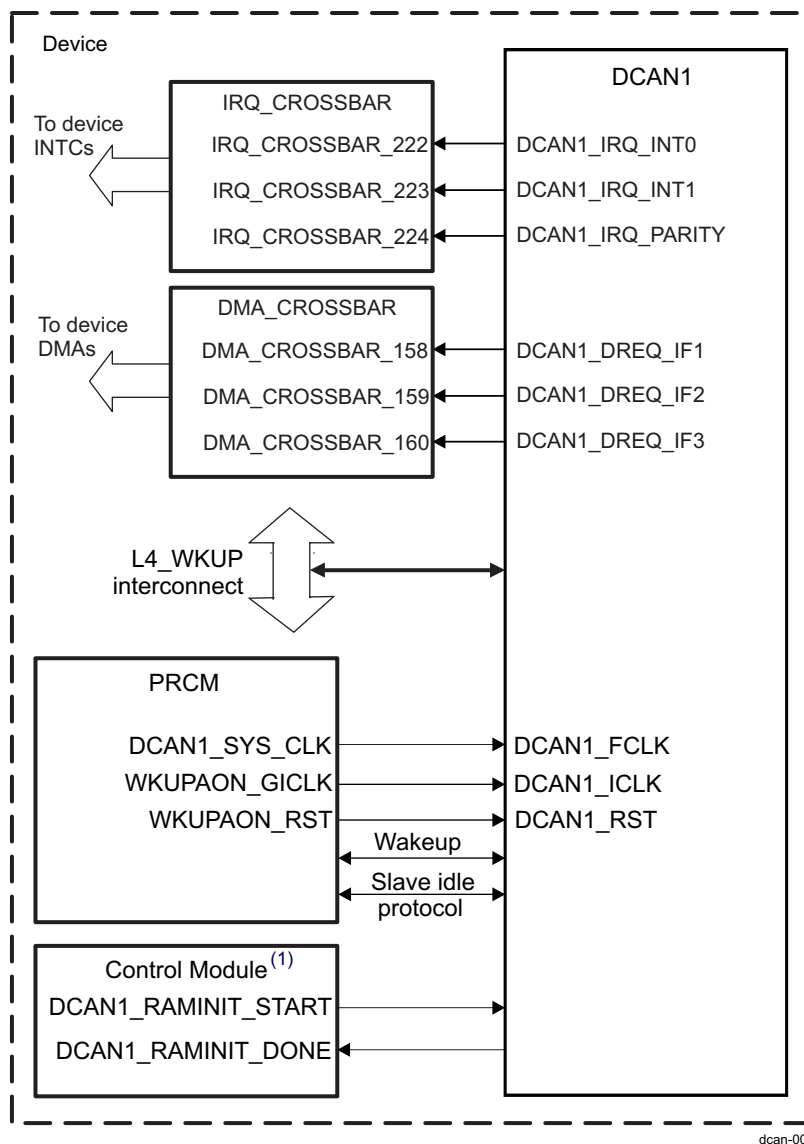 Device
DCAN1
IRQ_CROSSBAR
To device
INTCs
IRQ_CROSSBAR_222
DCAN1_IRQ_INT0
IRQ_CROSSBAR_223
DCAN1_IRQ_INT1
IRQ_CROSSBAR_224
DCAN1_IRQ_PARITY
DMA_CROSSBAR
To device
DMAs
DMA_CROSSBAR_158
DCAN1_DREQ_IF1
DMA_CROSSBAR_159
DCAN1_DREQ_IF2
DMA_CROSSBAR_160
DCAN1_DREQ_IF3
L4_WKUP
interconnect
PRCM
DCAN1_SYS_CLK
DCAN1_FCLK
WKUPAON_GICLK
DCAN1_ICLK
WKUPAON_RST
DCAN1_RST
Wakeup
Slave idle
protocol
Control Module(1)
DCAN1_RAMINIT_START
DCAN1_RAMINIT_DONE
dcan-00